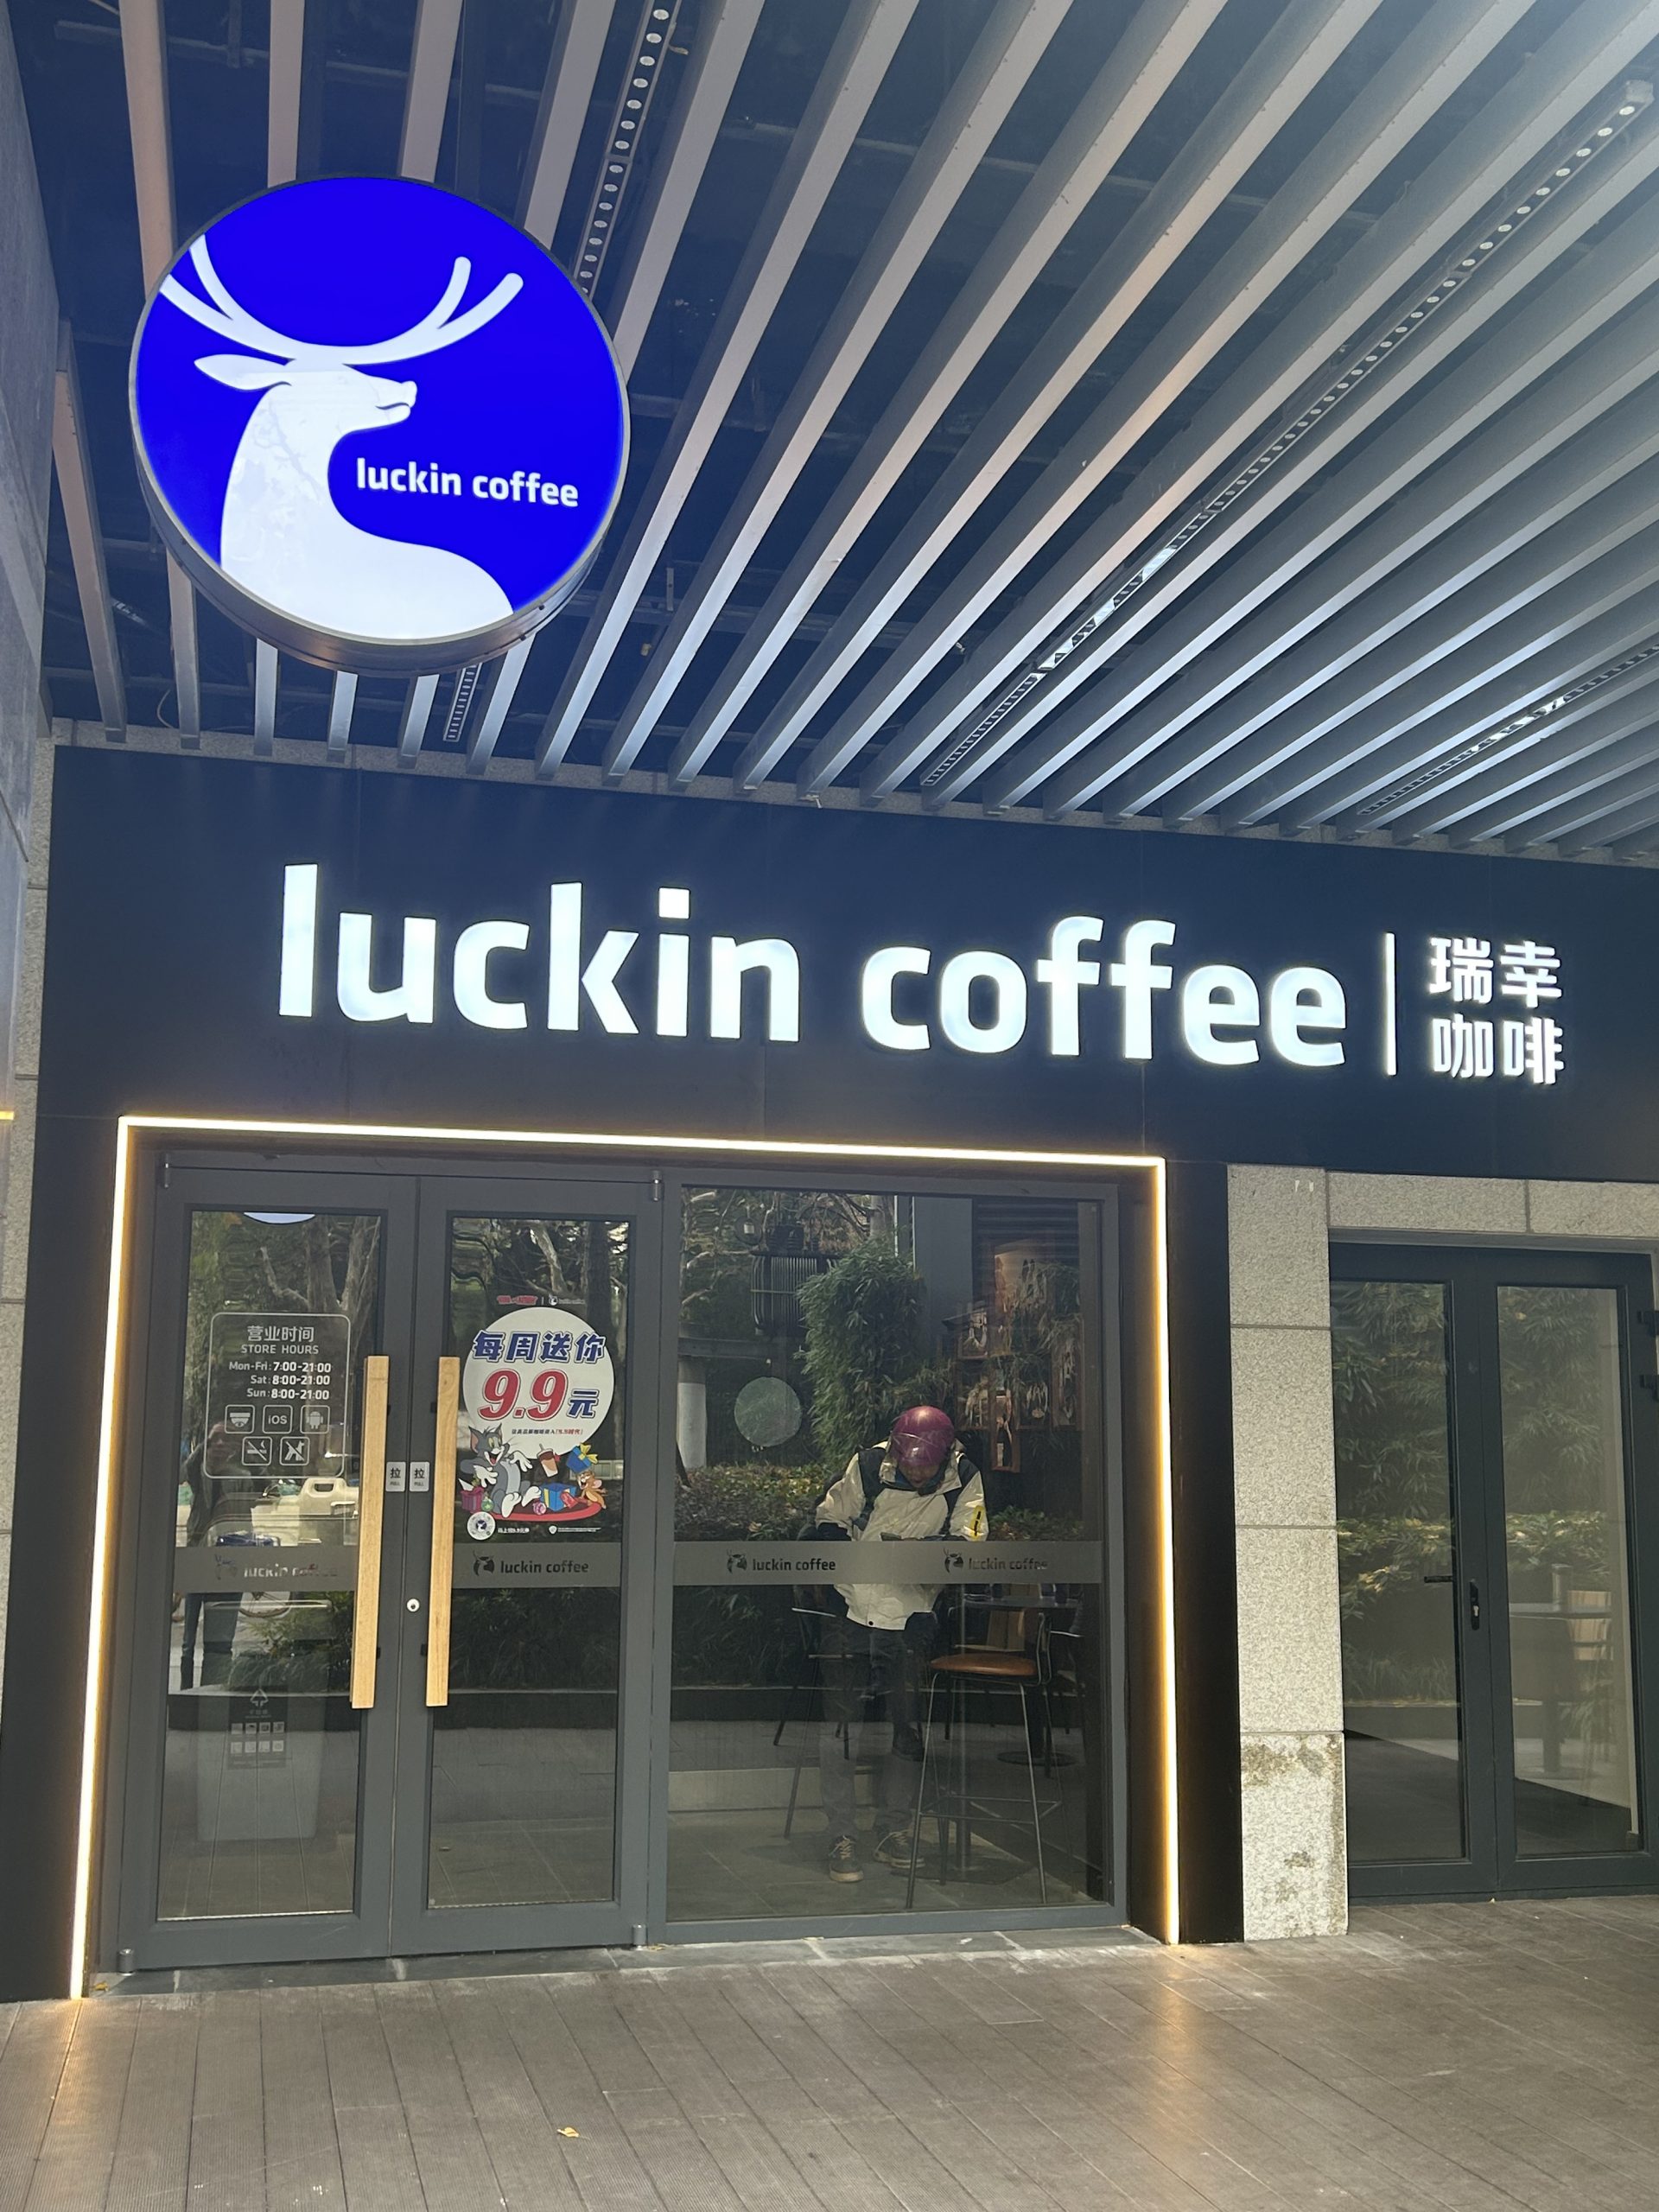 luckin coffee
luckin coffee
瑞幸
咖啡
营业时间
STORE HOURS
Mon-Fri: 7:00-21:00
Sat: 8:00-21:00
Sun: 8:00-21:00
iOS
每周送你
9.9元
拉
拉
luckin coffee
luckin coffee
luckin coffee
luckin coffee